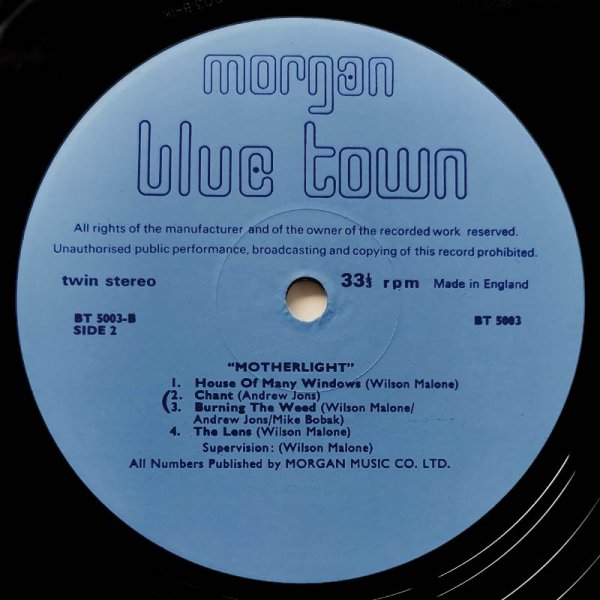 morgan
blue town
All rights of the manufacturer and of the owner of the recorded work reserved.
Unauthorised public performance, broadcasting and copying of this record prohibited.
twin stereo 33⅓ rpm Made in England
BT 5003-B BT 5003
SIDE 2
"MOTHERLIGHT"
1. House Of Many Windows (Wilson Malone)
(2. Chant (Andrew Jons)
3. Burning The Weed (Wilson Malone/
Andrew Jons/Mike Bobak)
4. The Lens (Wilson Malone)
Supervision: (Wilson Malone)
All Numbers Published by MORGAN MUSIC CO. LTD.